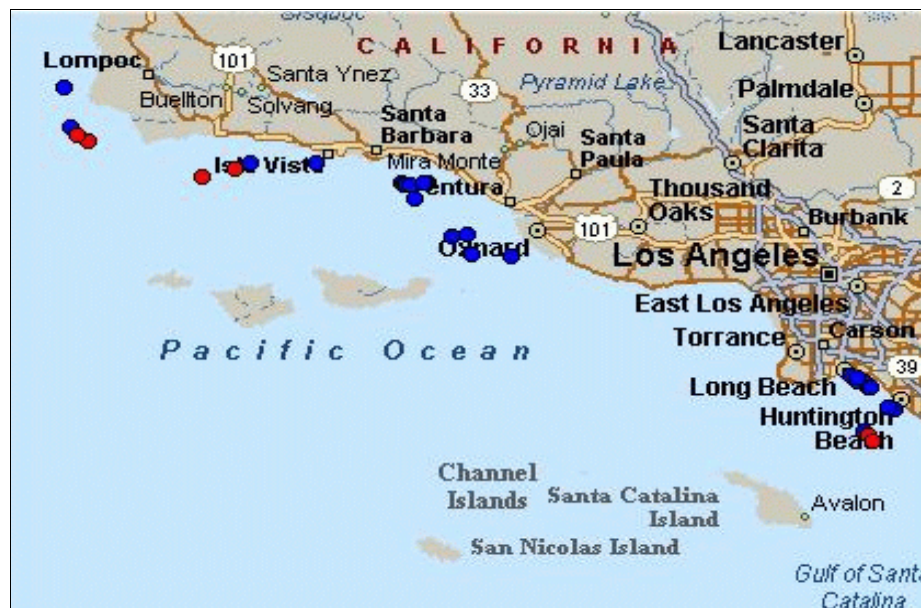 Sisquoc
CALIFORNIA
Lancaster
Lompoc
101
Santa Ynez
33
Pyramid Lake
Palmdale
Buellton
Solvang
Santa
Barbara
Ojai
Santa
Paula
Santa
Clarita
Isla Vista
Mira Monte
Ventura
Thousand
Oaks
2
101
Burbank
Oxnard
Los Angeles
East Los Angeles
Pacific Ocean
Torrance
Carson
39
Long Beach
Huntington
Beach
Channel
Islands
Santa Catalina
Island
Avalon
San Nicolas Island
Gulf of Santa
Catalina